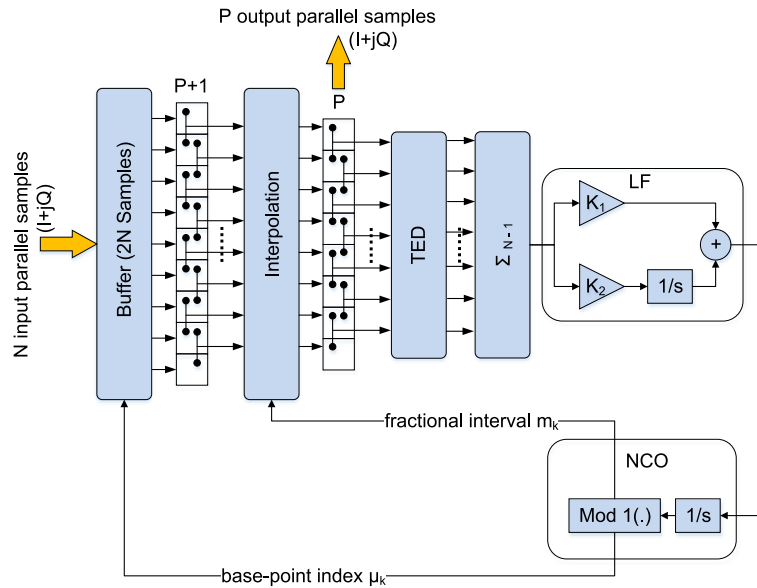 P output parallel samples
(I+jQ)
P+1
P
N input parallel samples
(I+jQ)
Buffer (2N Samples)
Interpolation
TED
Σ N - 1
LF
K1
K2
1/s
+
fractional interval mk
NCO
Mod 1(.)
1/s
base-point index μk